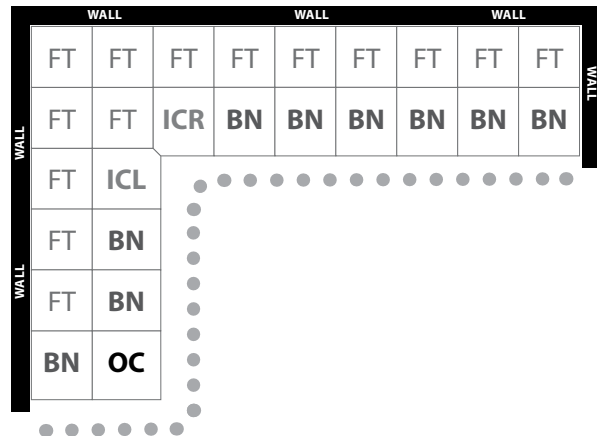 WALL WALL WALL
FT FT FT FT FT FT FT FT FT
WALL
FT FT ICR BN BN BN BN BN BN
WALL
FT ICL
FT BN
WALL
FT BN
BN OC